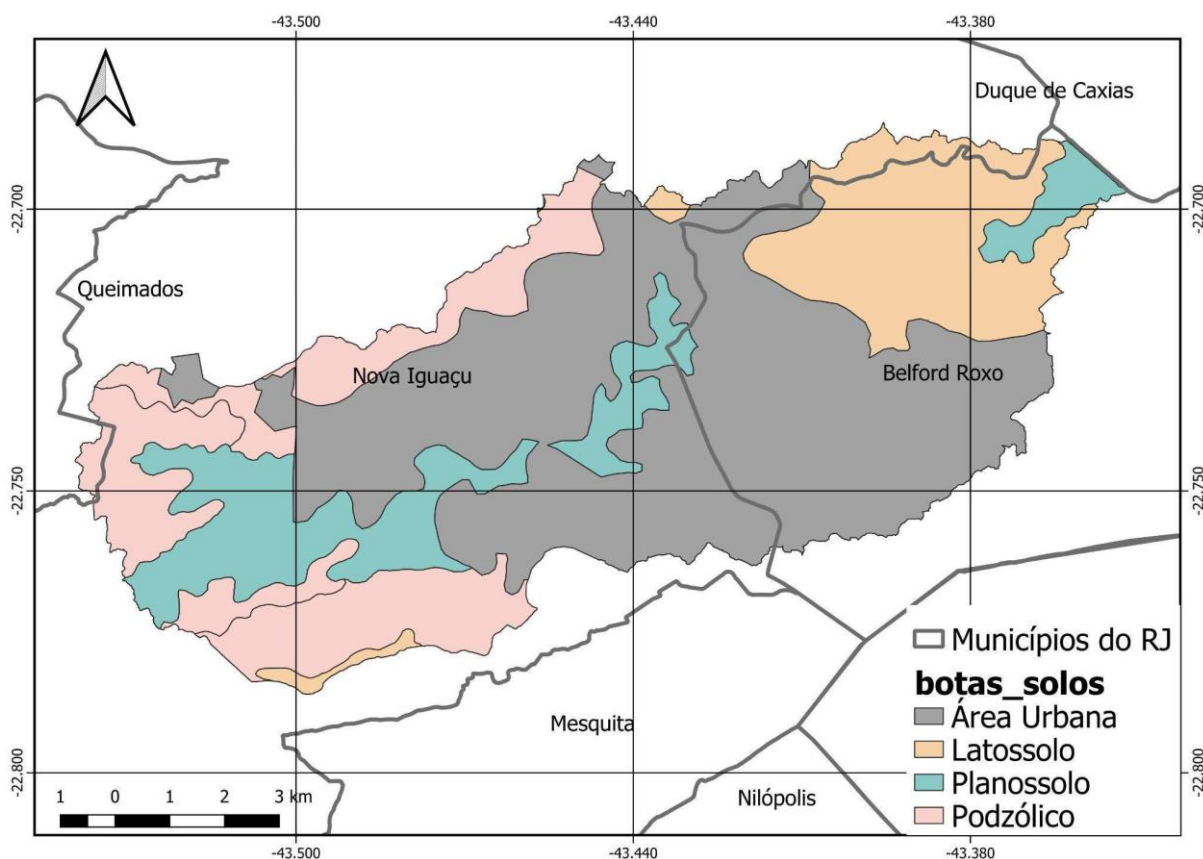 -43.500
-43.440
-43.380
Duque de Caxias
-22.700
-22.700
Queimados
Nova Iguaçu
Belford Roxo
-22.750
-22.750
Municípios do RJ
botas_solos
Área Urbana
Mesquita
Latossolo
-22.800
-22.800
Planossolo
Nilópolis
1 0 1 2 3 km
Podzólico
-43.500
-43.440
-43.380